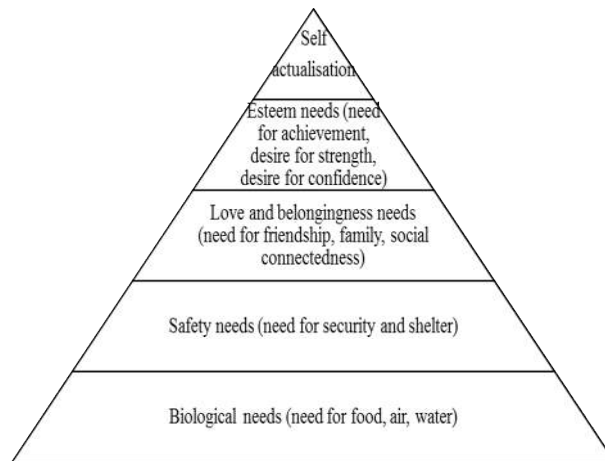 Self
actualisation
Esteem needs (need
for achievement,
desire for strength,
desire for confidence)
Love and belongingness needs
(need for friendship, family, social
connectedness)
Safety needs (need for security and shelter)
Biological needs (need for food, air, water)